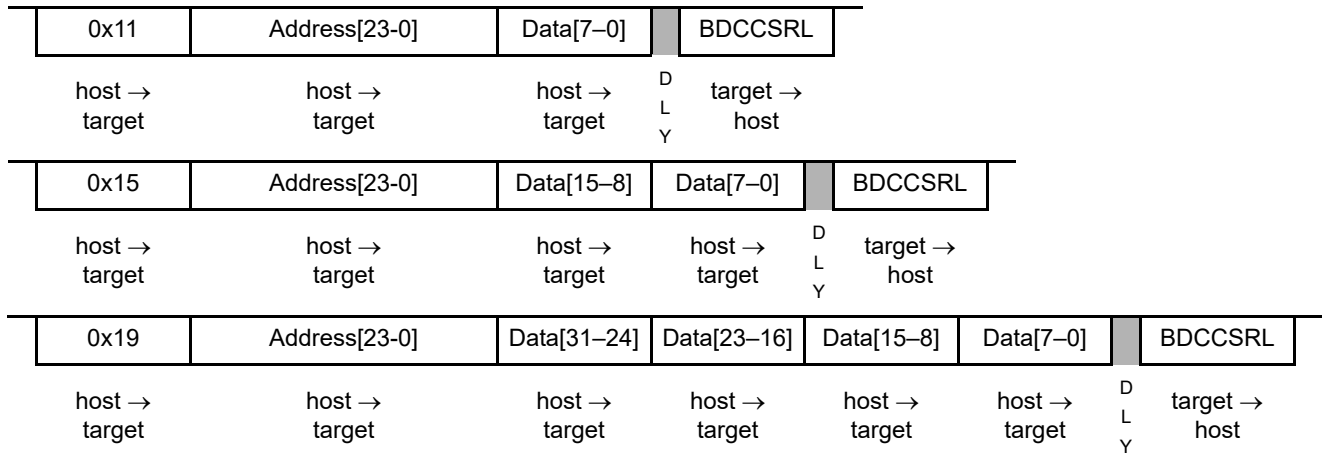 0x11 Address[23-0] Data[7–0] BDCCSRL
host → host → host → D target →
target target target L host
Y
0x15 Address[23-0] Data[15–8] Data[7–0] BDCCSRL
host → host → host → host → D target →
target target target target L host
Y
0x19 Address[23-0] Data[31–24] Data[23–16] Data[15–8] Data[7–0] BDCCSRL
host → host → host → host → host → host → D target →
target target target target target target L host
Y